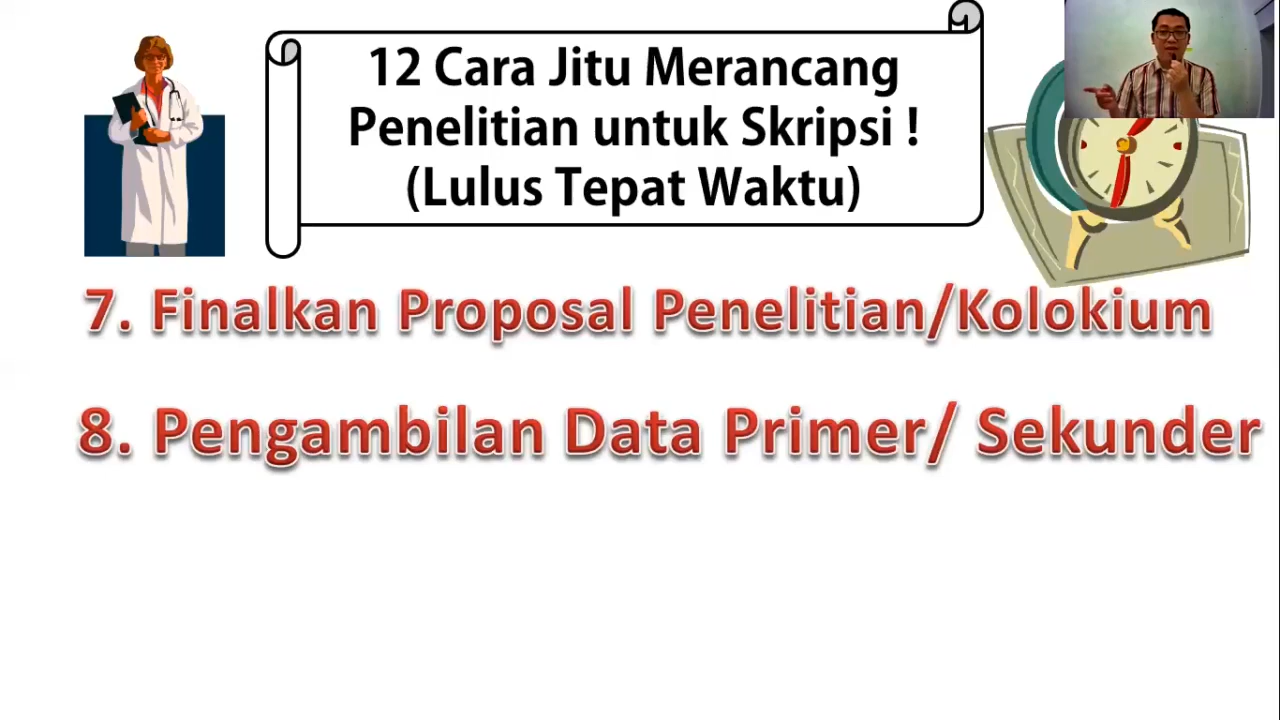 12 Cara Jitu Merancang
Penelitian untuk Skripsi !
(Lulus Tepat Waktu)
7. Finalkan Proposal Penelitian/Kolokium
8. Pengambilan Data Primer/ Sekunder